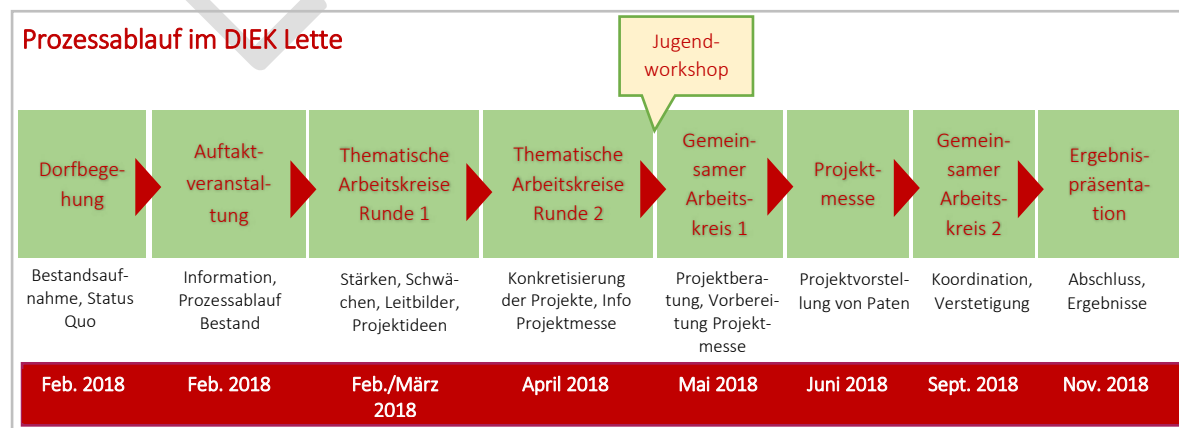 Prozessablauf im DIEK Lette
Jugend-
workshop
Dorfbege-
hung
Auftakt-
veranstal-
tung
Thematische
Arbeitskreise
Runde 1
Thematische
Arbeitskreise
Runde 2
Gemein-
samer
Arbeits-
kreis 1
Projekt-
messe
Gemein-
samer
Arbeits-
kreis 2
Ergebnis-
präsenta-
tion
Bestandsauf-
nahme, Status
Quo
Information,
Prozessablauf
Bestand
Stärken, Schwä-
chen, Leitbilder,
Projektideen
Konkretisierung
der Projekte, Info
Projektmesse
Projektbera-
tung, Vorberei-
tung Projekt-
messe
Projektvorstel-
lung von Paten
Koordination,
Verstetigung
Abschluss,
Ergebnisse
Feb. 2018
Feb. 2018
Feb./März
2018
April 2018
Mai 2018
Juni 2018
Sept. 2018
Nov. 2018